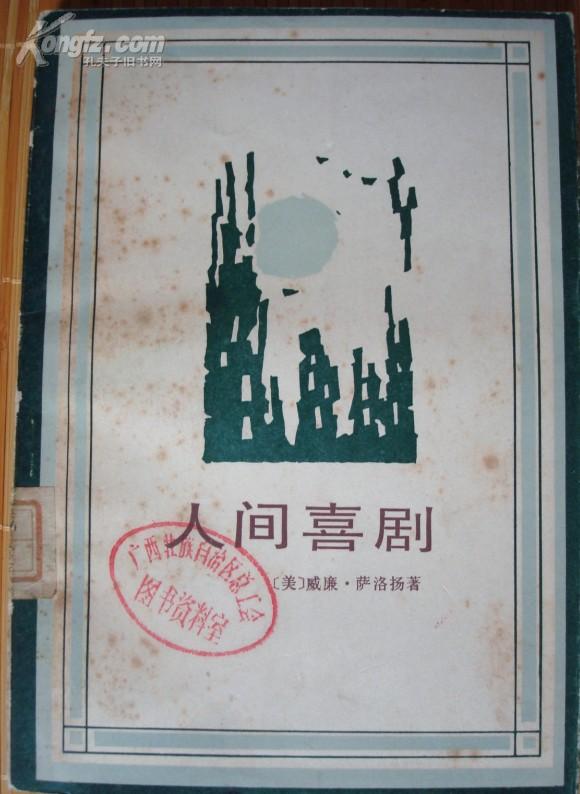 Kongfz.com
孔夫子旧书网
人间喜剧
〔美〕威廉·萨洛扬著
广西壮族自治区总工会
图书资料室